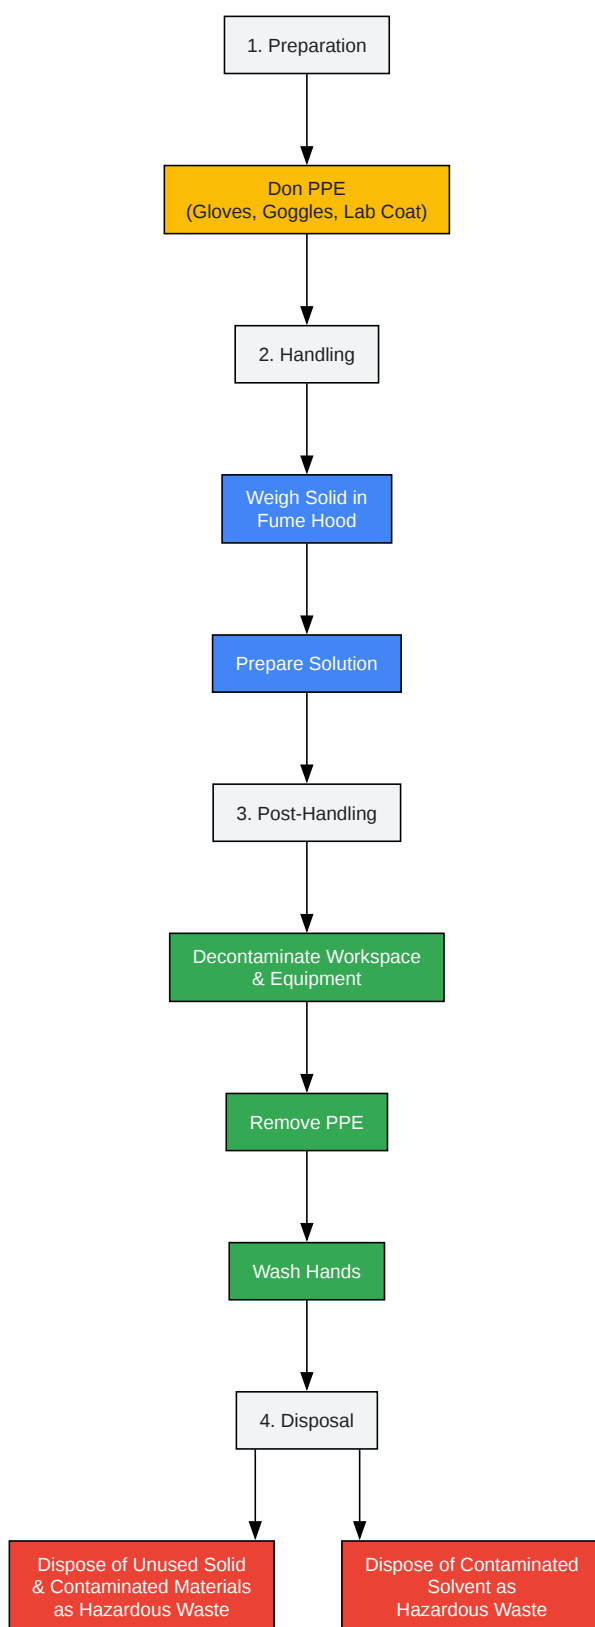 1. Preparation
Don PPE
(Gloves, Goggles, Lab Coat)
2. Handling
Weigh Solid in
Fume Hood
Prepare Solution
3. Post-Handling
Decontaminate Workspace
& Equipment
Remove PPE
Wash Hands
4. Disposal
Dispose of Unused Solid
& Contaminated Materials
as Hazardous Waste
Dispose of Contaminated
Solvent as
Hazardous Waste